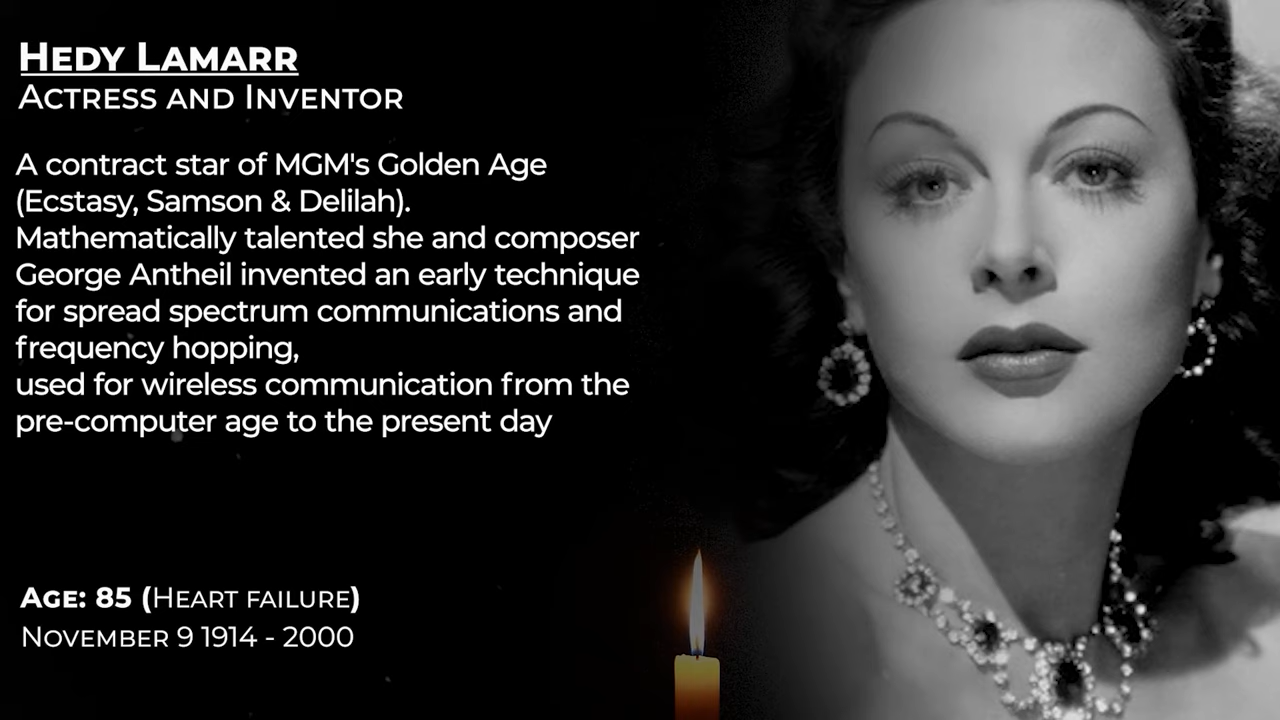 Hedy Lamarr
Actress and Inventor
A contract star of MGM's Golden Age
(Ecstasy, Samson & Delilah).
Mathematically talented she and composer
George Antheil invented an early technique
for spread spectrum communications and
frequency hopping,
used for wireless communication from the
pre-computer age to the present day
Age: 85 (Heart failure)
November 9 1914 - 2000